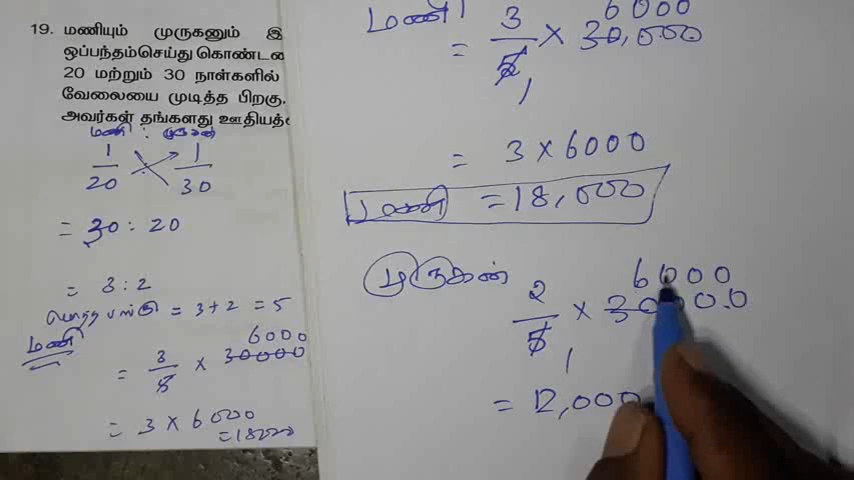 19. மணியும் முருகனும் இ
ஒப்பந்தம்செய்து கொண்டன
20 மற்றும் 30 நாள்களில்
வேலையை முடித்த பிறகு.
அவர்கள் தங்களது ஊதியத்
மணி : முருகன்
1 1
20 30
= 30 : 20
= 3 : 2
மொத்த பங்கு = 3+2 = 5
மணி
6000
= 3/5 × 30000
= 3 × 6000
= 18000
மணி
6000
= 3/5 × 30,000
1
= 3 × 6000
மணி = 18,000
முருகன்
6000
2/5 × 30000
1
= 12,000